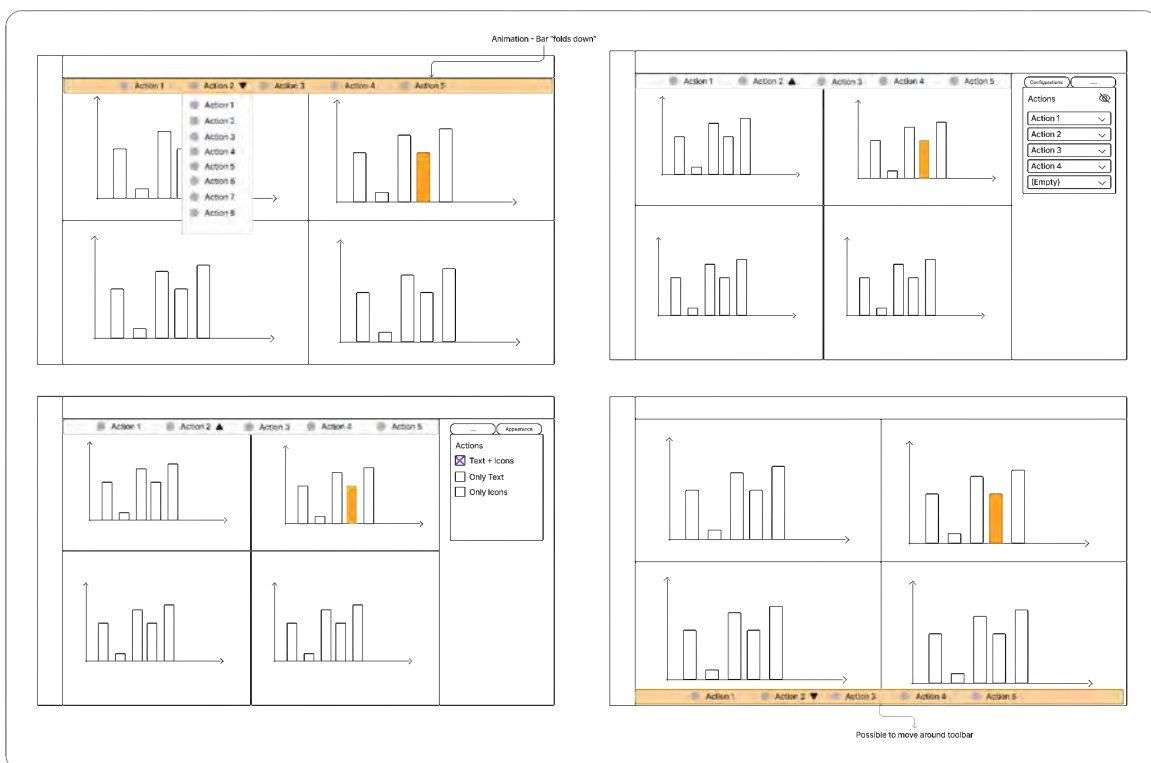 Animation - Bar "folds down"
Action 1 Action 2 ▼ Action 3 Action 4 Action 5
Action 1
Action 2
Action 3
Action 4
Action 5
Action 6
Action 7
Action 8
Action 1 Action 2 ▲ Action 3 Action 4 Action 5
Configurations ...
Actions
Action 1
Action 2
Action 3
Action 4
(Empty)
Action 1 Action 2 ▲ Action 3 Action 4 Action 5
... Appearance
Actions
Text + Icons
Only Text
Only Icons
Action 1 Action 2 ▼ Action 3 Action 4 Action 5
Possible to move around toolbar